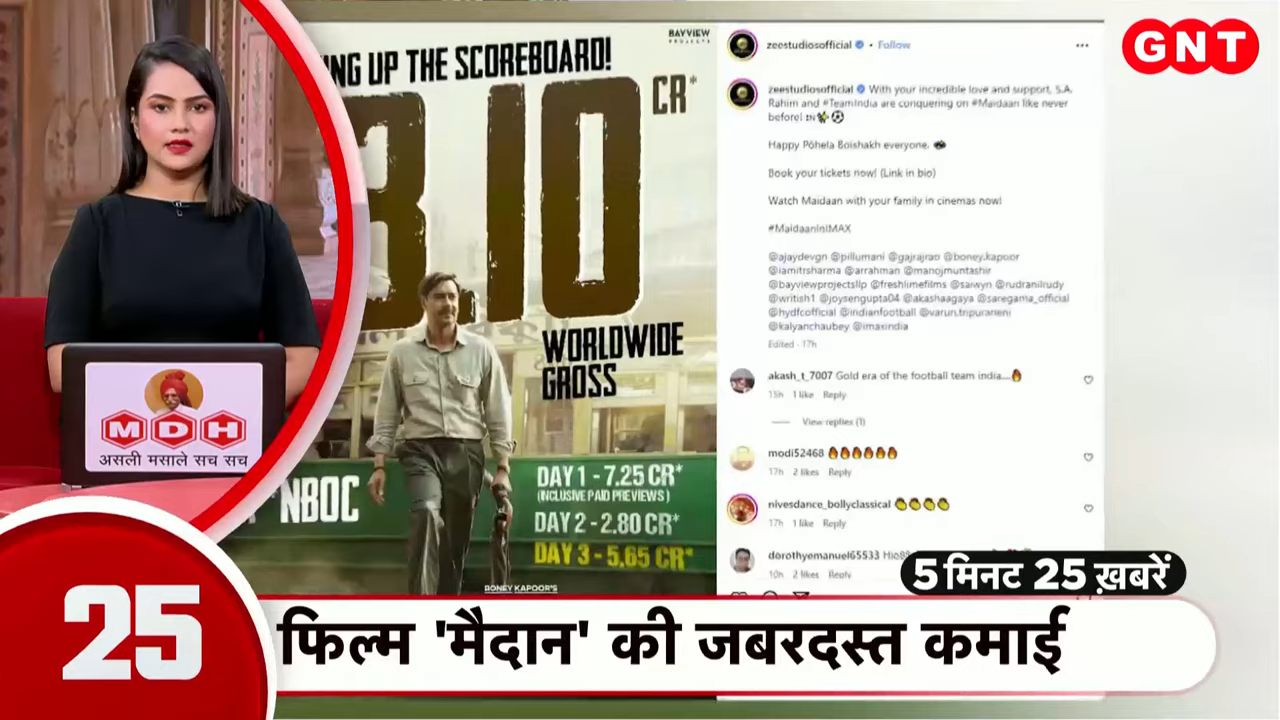 GNT
BAYVIEW
PROJECTS
NG UP THE SCOREBOARD!
3.10
CR*
WORLDWIDE
GROSS
NBOC
DAY 1 - 7.25 CR*
(INCLUSIVE PAID PREVIEWS)
DAY 2 - 2.80 CR*
DAY 3 - 5.65 CR*
BONEY KAPOOR'S
zeestudiosofficial • Follow
zeestudiosofficial With your incredible love and support, S.A.
Rahim and #TeamIndia are conquering on #Maidaan like never
before! 🇮🇳✨⚽
Happy Pohela Boishakh everyone.
Book your tickets now! (Link in bio)
Watch Maidaan with your family in cinemas now!
#MaidaanInIMAX
@ajaydevgn @pillumani @gajrajrao @boney.kapoor
@iamitrsharma @arrahman @manojmuntashir
@bayviewprojectsllp @freshlimefilms @saiwyn @rudranilrudy
@writish1 @joysengupta04 @akashaagaya @saregama_official
@hydfcofficial @indianfootball @varun.tripuraneni
@kalyanchaubey @imaxindia
Edited · 17h
akash_t_7007 Gold era of the football team india....🔥
15h 1 like Reply
View replies (1)
modi52468 🔥🔥🔥🔥🔥🔥
17h 2 likes Reply
nivesdance_bollyclassical 👏👏👏👏
17h 1 like Reply
dorothyemanuel65533
10h 2 likes Reply
MDH
असली मसाले सच सच
5 मिनट 25 ख़बरें
25
फिल्म 'मैदान' की जबरदस्त कमाई